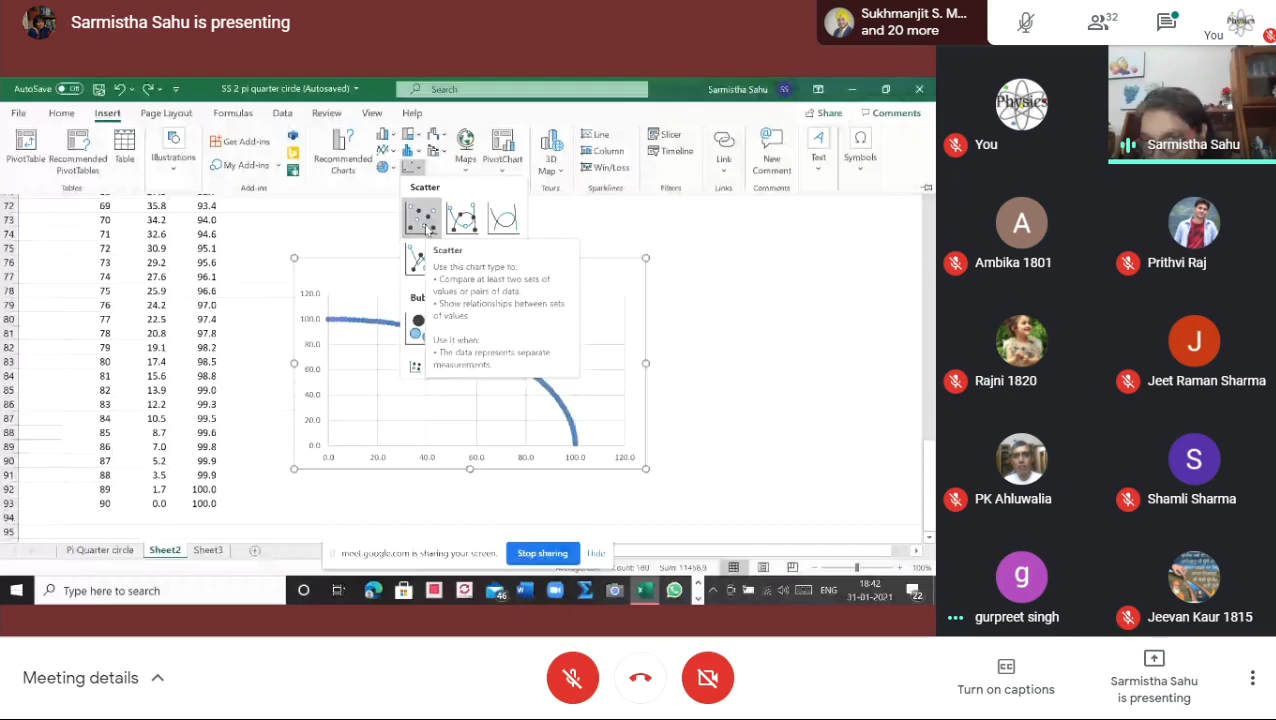 Sarmistha Sahu is presenting
Sukhmanjit S. M...
and 20 more
32
You
AutoSave Off
SS 2 pi quarter circle (Autosaved)
Search
Sarmistha Sahu SS
File Home Insert Page Layout Formulas Data Review View Help
Share Comments
PivotTable
Recommended
PivotTables
Table
Tables
Illustrations
Get Add-ins
My Add-ins
Add-ins
Recommended
Charts
Maps
PivotChart
3D
Map
Tours
Line
Column
Win/Loss
Sparklines
Slicer
Timeline
Filters
Link
Links
New
Comment
Comments
Text
Symbols
Scatter
Scatter
Use this chart type to:
• Compare at least two sets of
values or pairs of data.
• Show relationships between sets
of values
Use it when:
• The data represents separate
measurements.
Bub
72 69 35.8 93.4
73 70 34.2 94.0
74 71 32.6 94.6
75 72 30.9 95.1
76 73 29.2 95.6
77 74 27.6 96.1
78 75 25.9 96.6
79 76 24.2 97.0
80 77 22.5 97.4
81 78 20.8 97.8
82 79 19.1 98.2
83 80 17.4 98.5
84 81 15.6 98.8
85 82 13.9 99.0
86 83 12.2 99.3
87 84 10.5 99.5
88 85 8.7 99.6
89 86 7.0 99.8
90 87 5.2 99.9
91 88 3.5 99.9
92 89 1.7 100.0
93 90 0.0 100.0
94
95
120.0
100.0
80.0
60.0
40.0
20.0
0.0
0.0 20.0 40.0 60.0 80.0 100.0 120.0
Pi Quarter circle Sheet2 Sheet3
meet.google.com is sharing your screen. Stop sharing Hide
Count: 180 Sum: 11458.9
100%
Type here to search
46
ENG
18:42
31-01-2021
22
Physics
You
Sarmistha Sahu
A
Ambika 1801
Prithvi Raj
Rajni 1820
J
Jeet Raman Sharma
PK Ahluwalia
S
Shamli Sharma
g
gurpreet singh
Jeevan Kaur 1815
Meeting details
Turn on captions
Sarmistha Sahu
is presenting